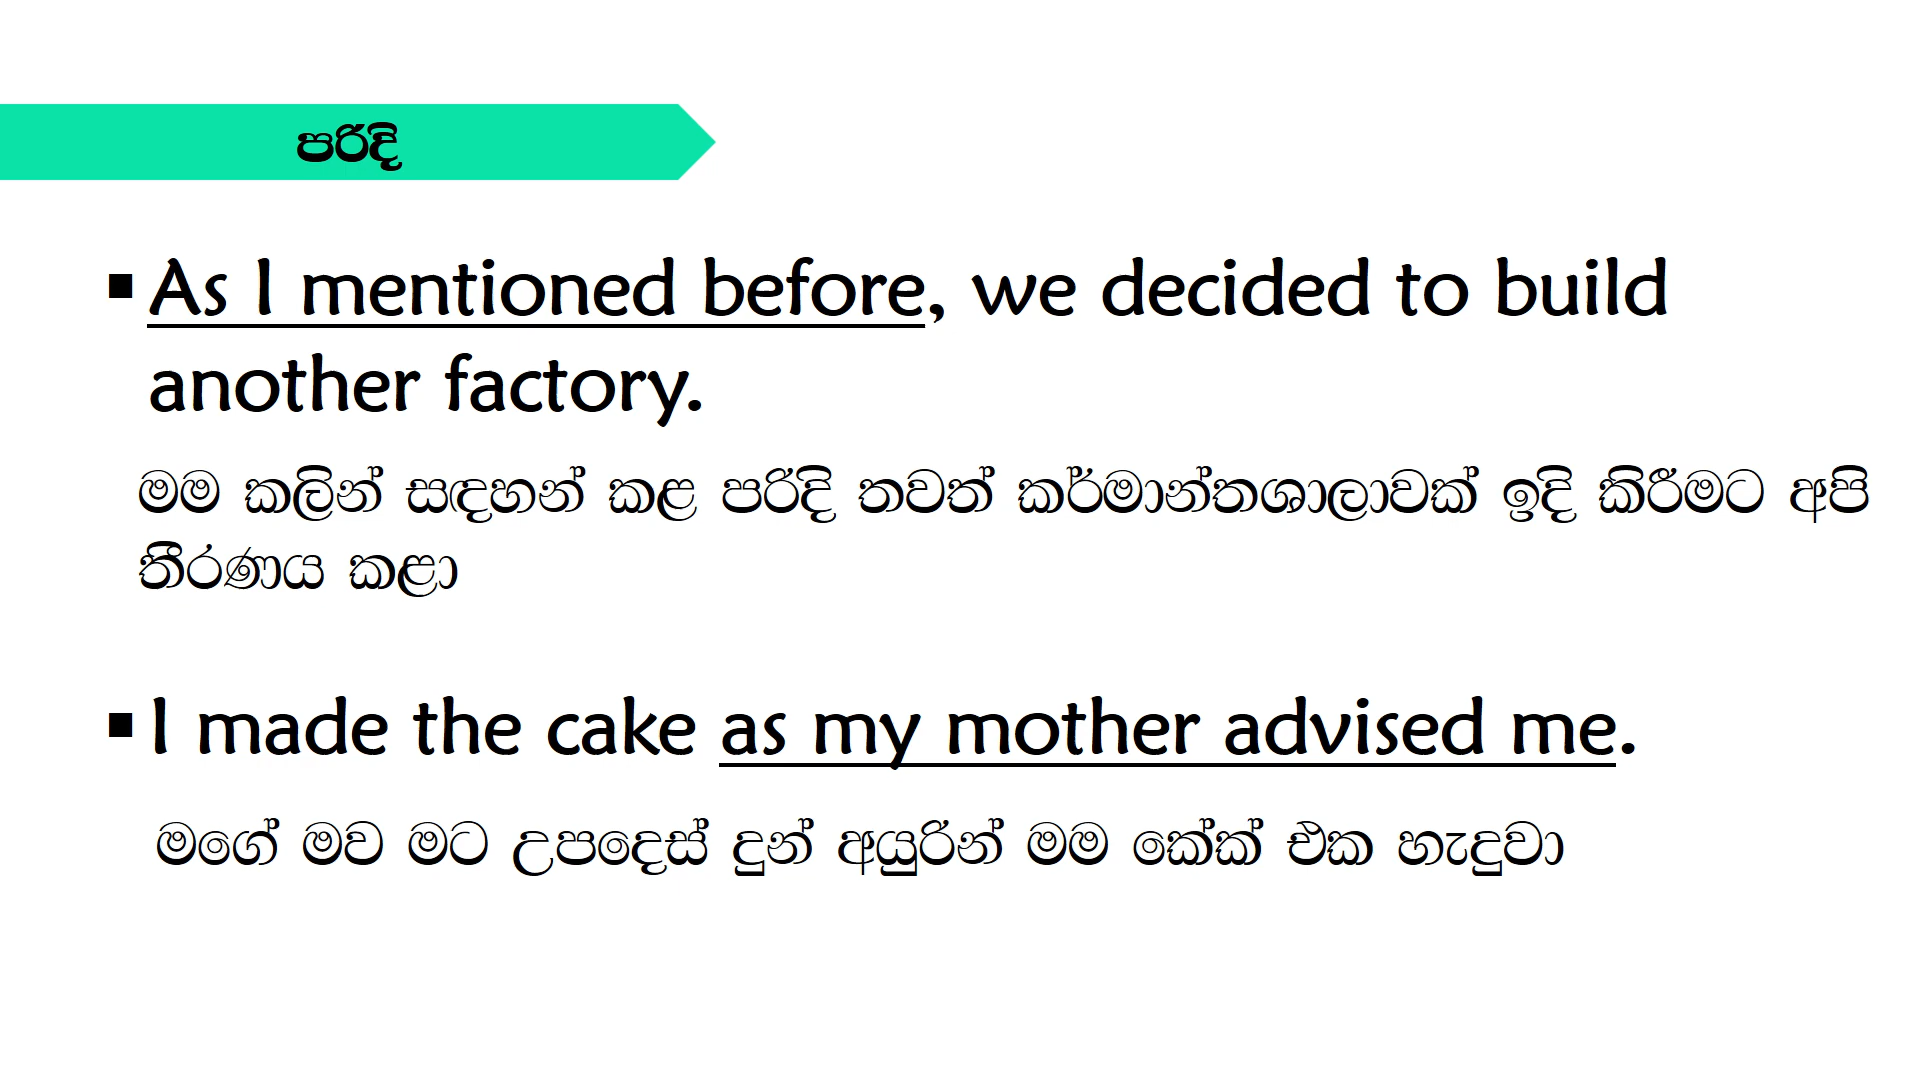 පරිදි
▪ As I mentioned before, we decided to build
another factory.
මම කලින් සඳහන් කළ පරිදි තවත් කර්මාන්තශාලාවක් ඉදි කිරීමට අපි
තීරණය කළා
▪ I made the cake as my mother advised me.
මගේ මව මට උපදෙස් දුන් අයුරින් මම කේක් එක හැදුවා